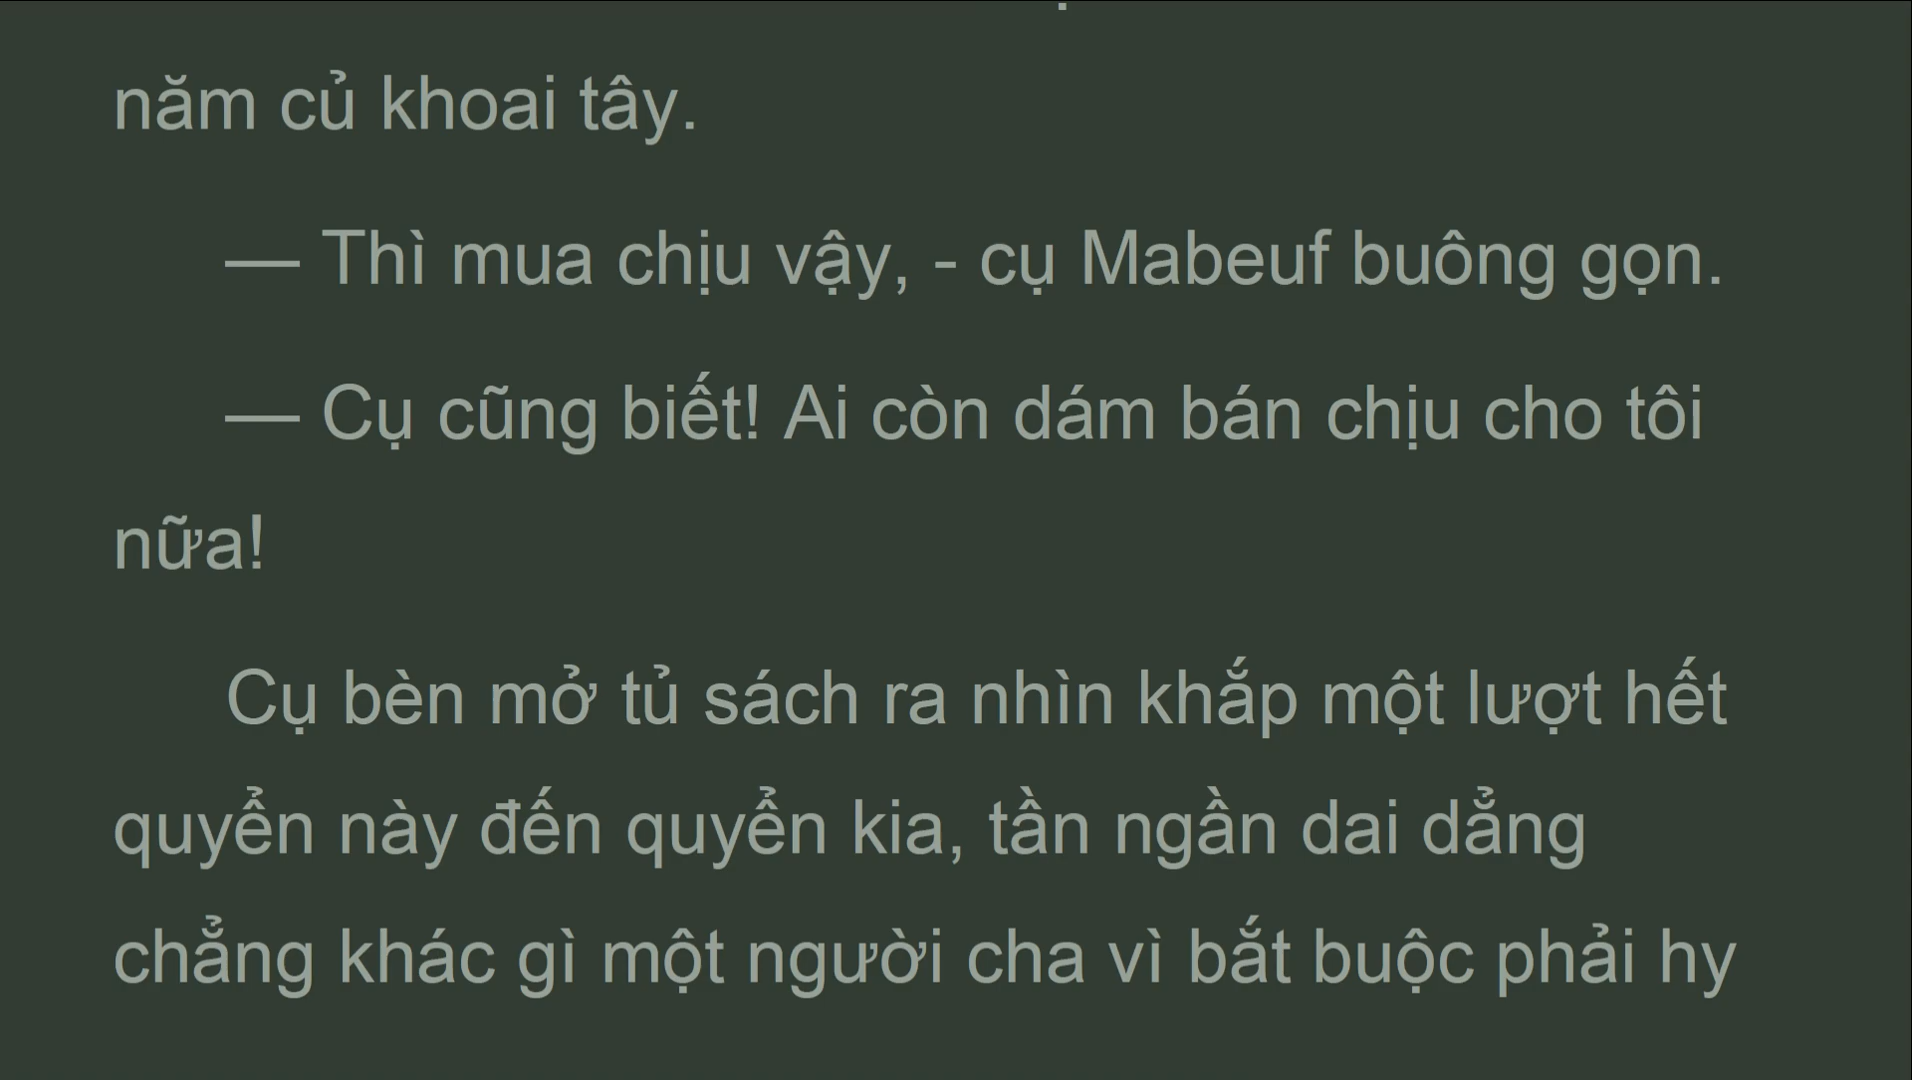 năm củ khoai tây.
— Thì mua chịu vậy, - cụ Mabeuf buông gọn.
— Cụ cũng biết! Ai còn dám bán chịu cho tôi
nữa!
Cụ bèn mở tủ sách ra nhìn khắp một lượt hết
quyển này đến quyển kia, tần ngần dai dẳng
chẳng khác gì một người cha vì bắt buộc phải hy